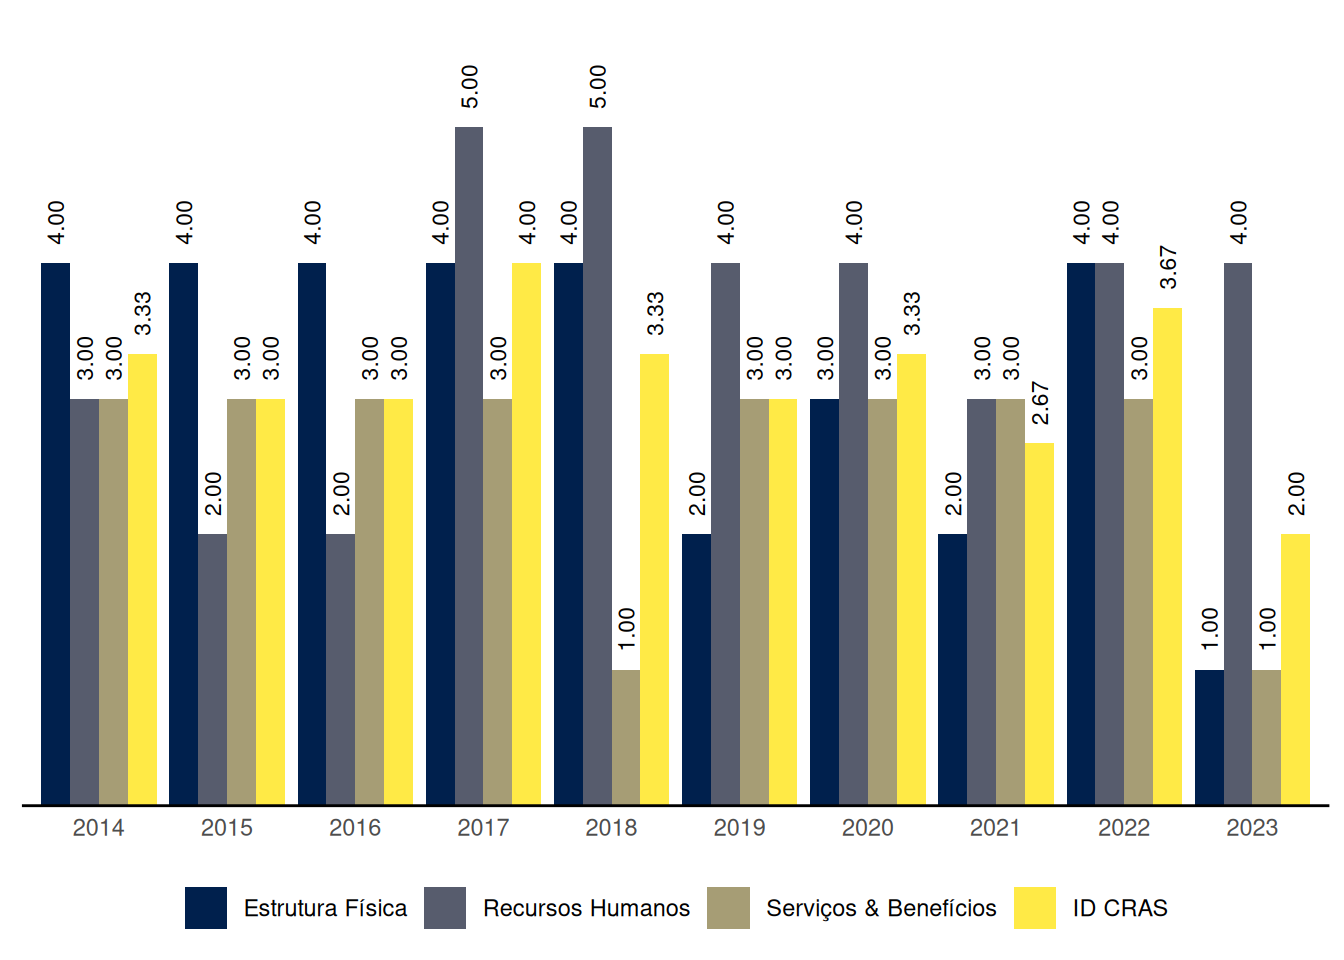 5.00 5.00
4.00 4.00 4.00 4.00 4.00 4.00 4.00 4.00 4.00 4.00 4.00
3.67
3.33 3.33 3.33
3.00 3.00 3.00 3.00 3.00 3.00 3.00 3.00 3.00 3.00 3.00 3.00 3.00 3.00 3.00
2.67
2.00 2.00 2.00 2.00 2.00
1.00 1.00 1.00
2014 2015 2016 2017 2018 2019 2020 2021 2022 2023
Estrutura Física Recursos Humanos Serviços & Benefícios ID CRAS